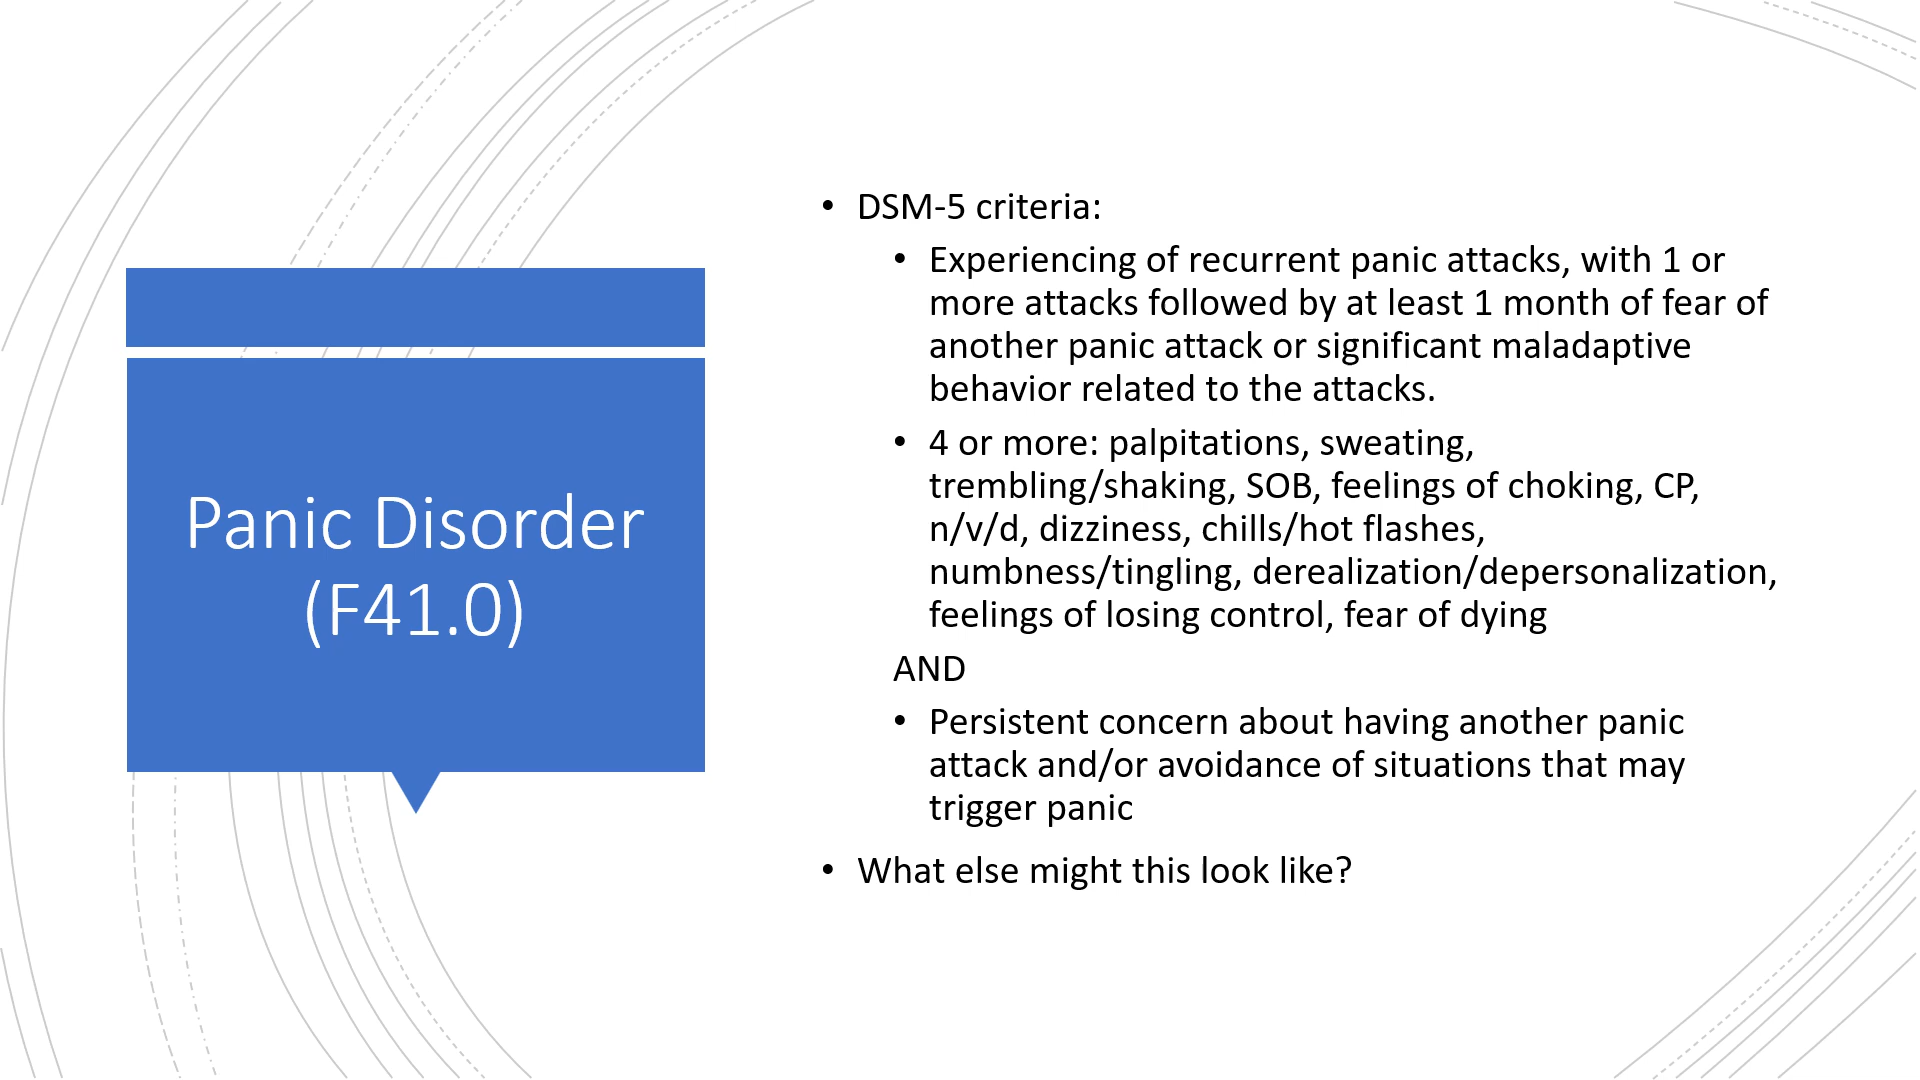 Panic Disorder
(F41.0)
• DSM-5 criteria:
• Experiencing of recurrent panic attacks, with 1 or
more attacks followed by at least 1 month of fear of
another panic attack or significant maladaptive
behavior related to the attacks.
• 4 or more: palpitations, sweating,
trembling/shaking, SOB, feelings of choking, CP,
n/v/d, dizziness, chills/hot flashes,
numbness/tingling, derealization/depersonalization,
feelings of losing control, fear of dying
AND
• Persistent concern about having another panic
attack and/or avoidance of situations that may
trigger panic
• What else might this look like?